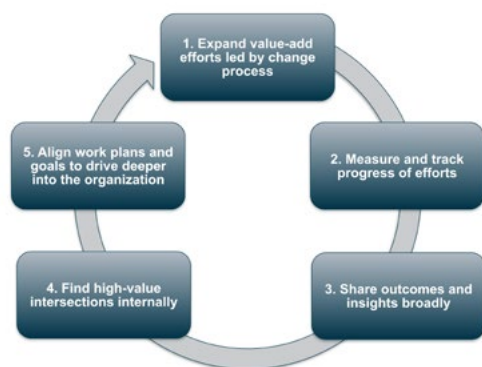 1. Expand value-add
efforts led by change
process
2. Measure and track
progress of efforts
3. Share outcomes and
insights broadly
4. Find high-value
intersections internally
5. Align work plans and
goals to drive deeper
into the organization